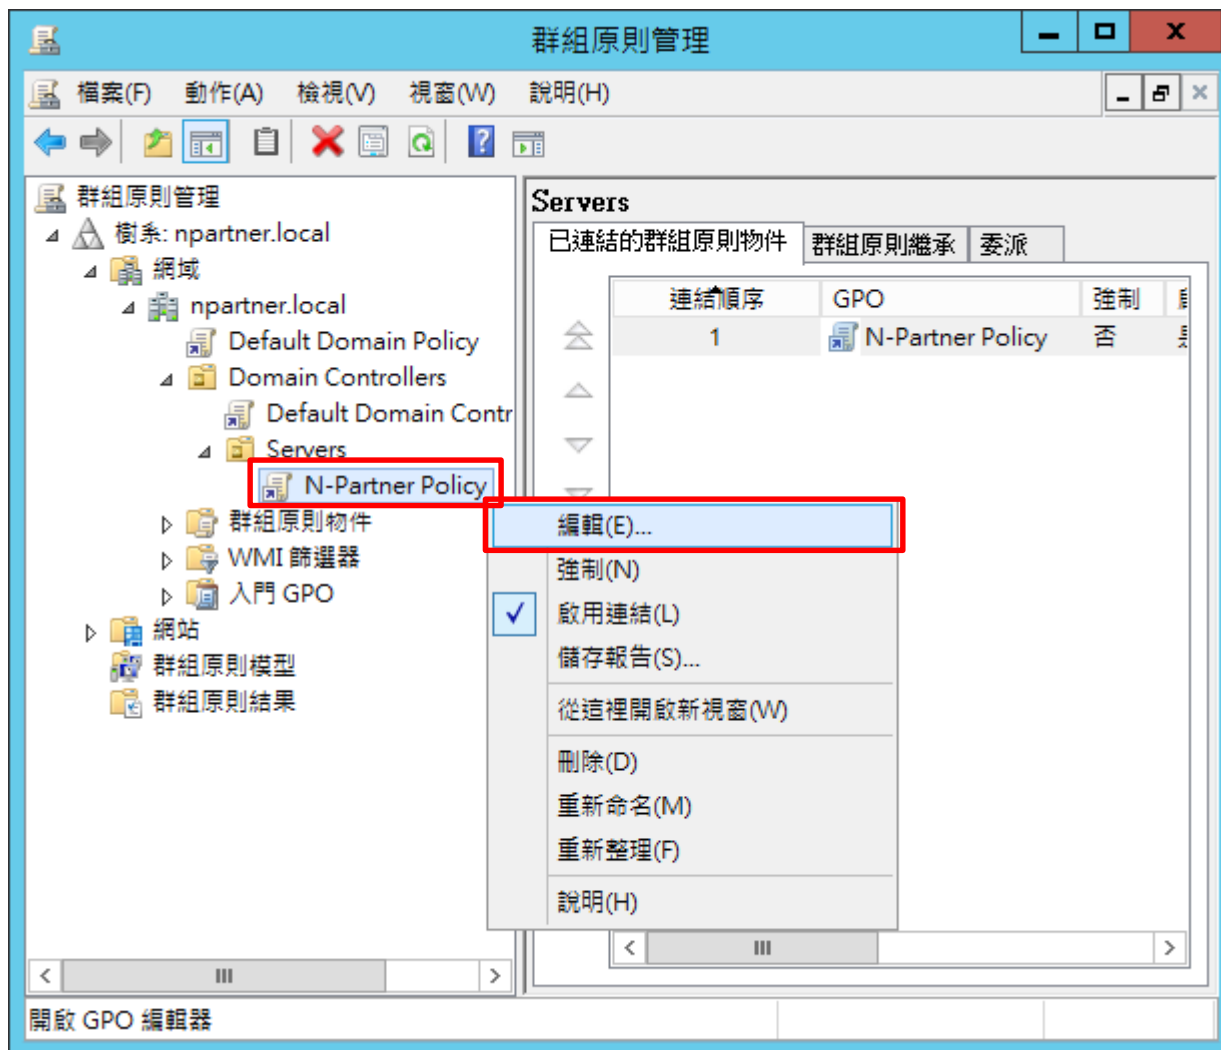 群組原則管理
檔案(F) 動作(A) 檢視(V) 視窗(W) 說明(H)
群組原則管理
樹系: npartner.local
網域
npartner.local
Default Domain Policy
Domain Controllers
Default Domain Contr
Servers
N-Partner Policy
群組原則物件
WMI 篩選器
入門 GPO
網站
群組原則模型
群組原則結果
Servers
已連結的群組原則物件 群組原則繼承 委派
連結順序 GPO 強制
1 N-Partner Policy 否
編輯(E)...
強制(N)
啟用連結(L)
儲存報告(S)...
從這裡開啟新視窗(W)
刪除(D)
重新命名(M)
重新整理(F)
說明(H)
開啟 GPO 編輯器